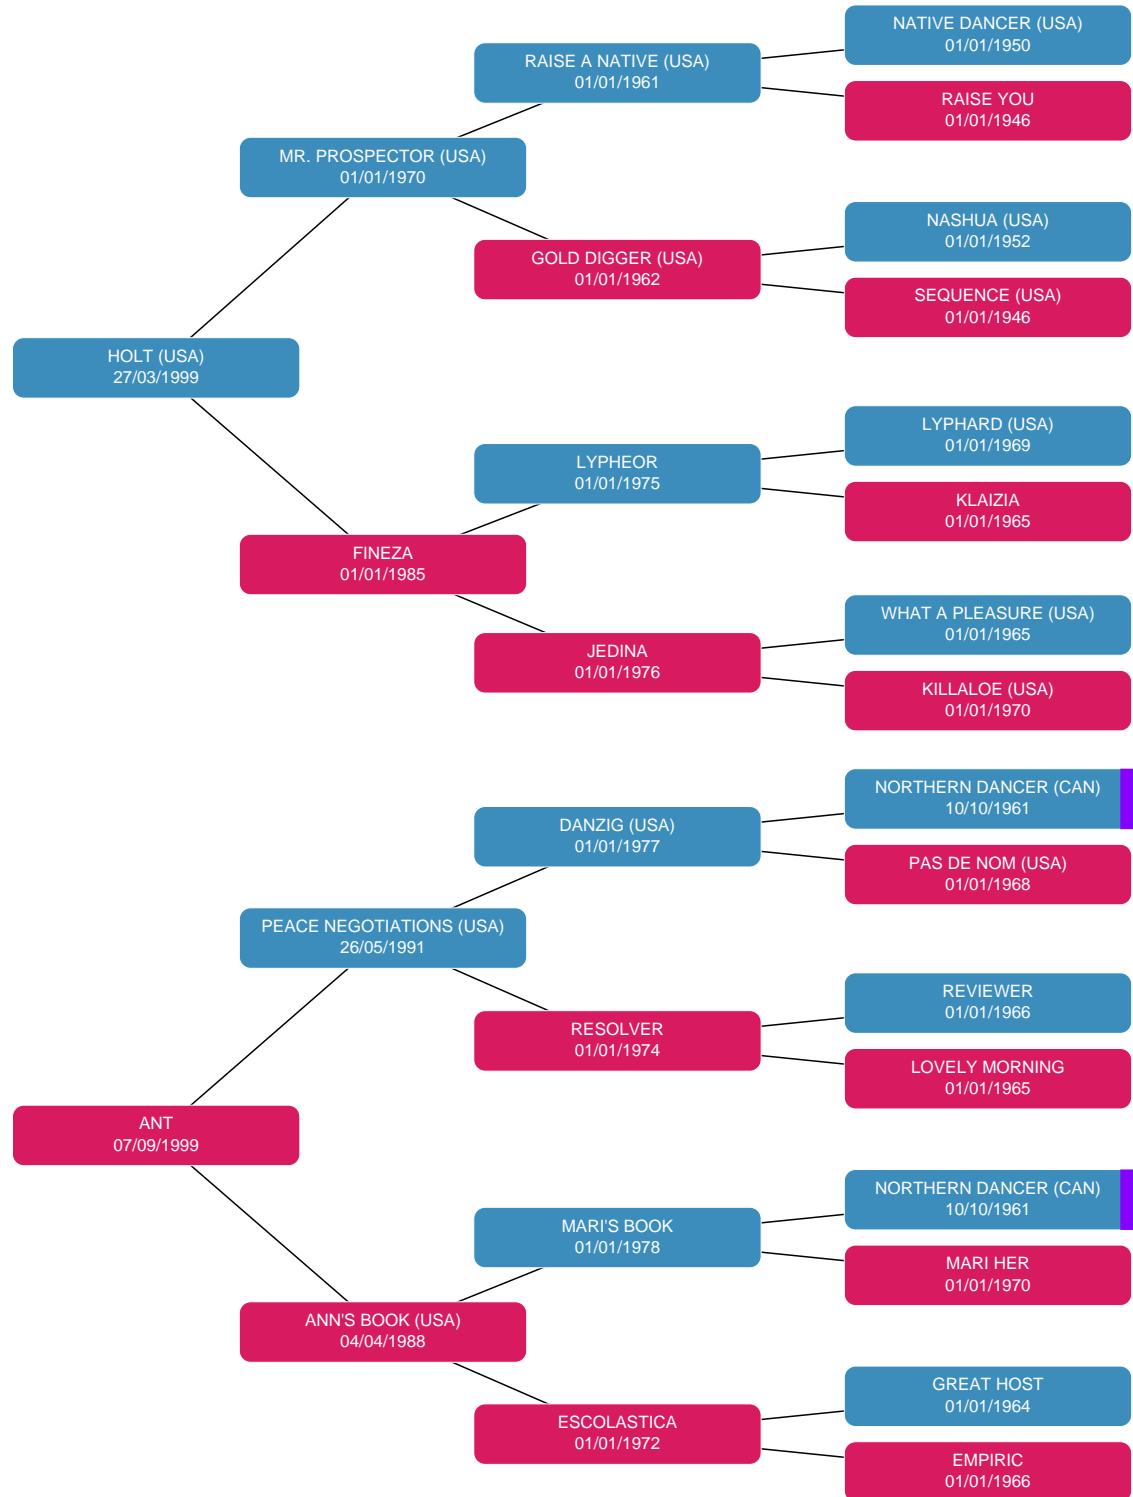 NATIVE DANCER (USA)
01/01/1950
RAISE A NATIVE (USA)
01/01/1961
RAISE YOU
01/01/1946
MR. PROSPECTOR (USA)
01/01/1970
NASHUA (USA)
01/01/1952
GOLD DIGGER (USA)
01/01/1962
SEQUENCE (USA)
01/01/1946
HOLT (USA)
27/03/1999
LYPHARD (USA)
01/01/1969
LYPHEOR
01/01/1975
KLAIZIA
01/01/1965
FINEZA
01/01/1985
WHAT A PLEASURE (USA)
01/01/1965
JEDINA
01/01/1976
KILLALOE (USA)
01/01/1970
NORTHERN DANCER (CAN)
10/10/1961
DANZIG (USA)
01/01/1977
PAS DE NOM (USA)
01/01/1968
PEACE NEGOTIATIONS (USA)
26/05/1991
REVIEWER
01/01/1966
RESOLVER
01/01/1974
LOVELY MORNING
01/01/1965
ANT
07/09/1999
NORTHERN DANCER (CAN)
10/10/1961
MARI'S BOOK
01/01/1978
MARI HER
01/01/1970
ANN'S BOOK (USA)
04/04/1988
GREAT HOST
01/01/1964
ESCOLASTICA
01/01/1972
EMPIRIC
01/01/1966